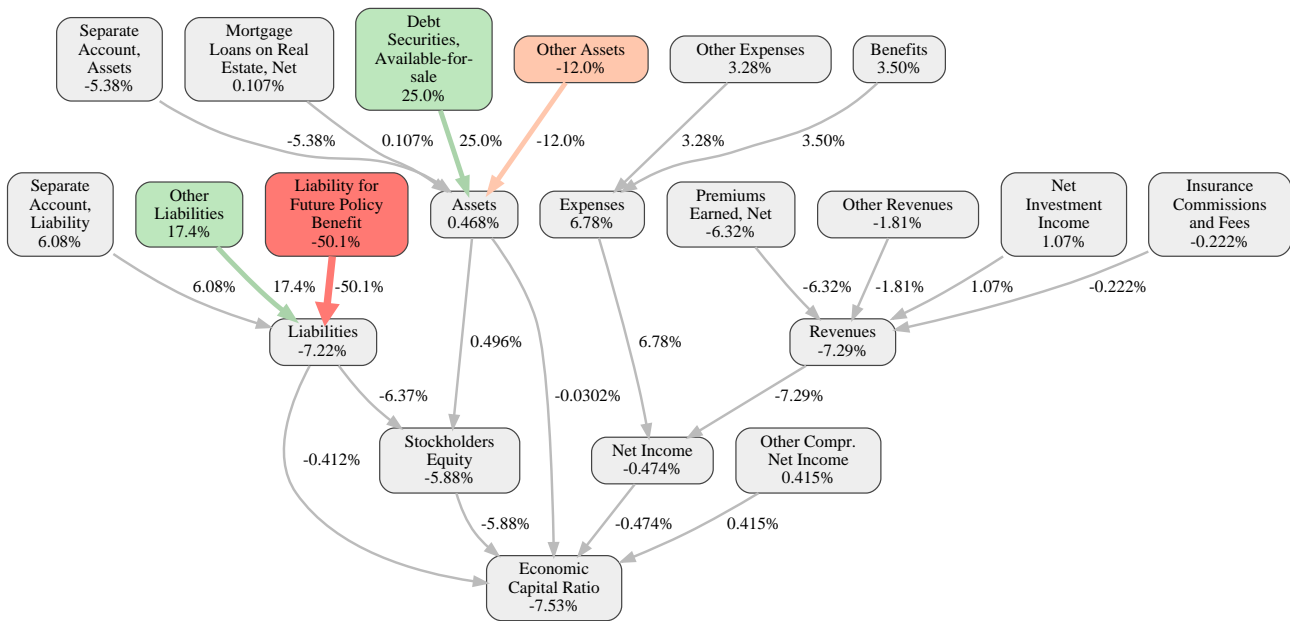 Separate
Account,
Assets
-5.38%
Mortgage
Loans on Real
Estate, Net
0.107%
Debt
Securities,
Available-for-
sale
25.0%
Other Assets
-12.0%
Other Expenses
3.28%
Benefits
3.50%
-5.38%
0.107%
25.0%
-12.0%
3.28%
3.50%
Separate
Account,
Liability
6.08%
Other
Liabilities
17.4%
Liability for
Future Policy
Benefit
-50.1%
Assets
0.468%
Expenses
6.78%
Premiums
Earned, Net
-6.32%
Other Revenues
-1.81%
Net
Investment
Income
1.07%
Insurance
Commissions
and Fees
-0.222%
6.08%
17.4%
-50.1%
-6.32%
-1.81%
1.07%
-0.222%
Liabilities
-7.22%
0.496%
6.78%
Revenues
-7.29%
-6.37%
-0.0302%
-7.29%
-0.412%
Stockholders
Equity
-5.88%
Net Income
-0.474%
Other Compr.
Net Income
0.415%
-5.88%
-0.474%
0.415%
Economic
Capital Ratio
-7.53%